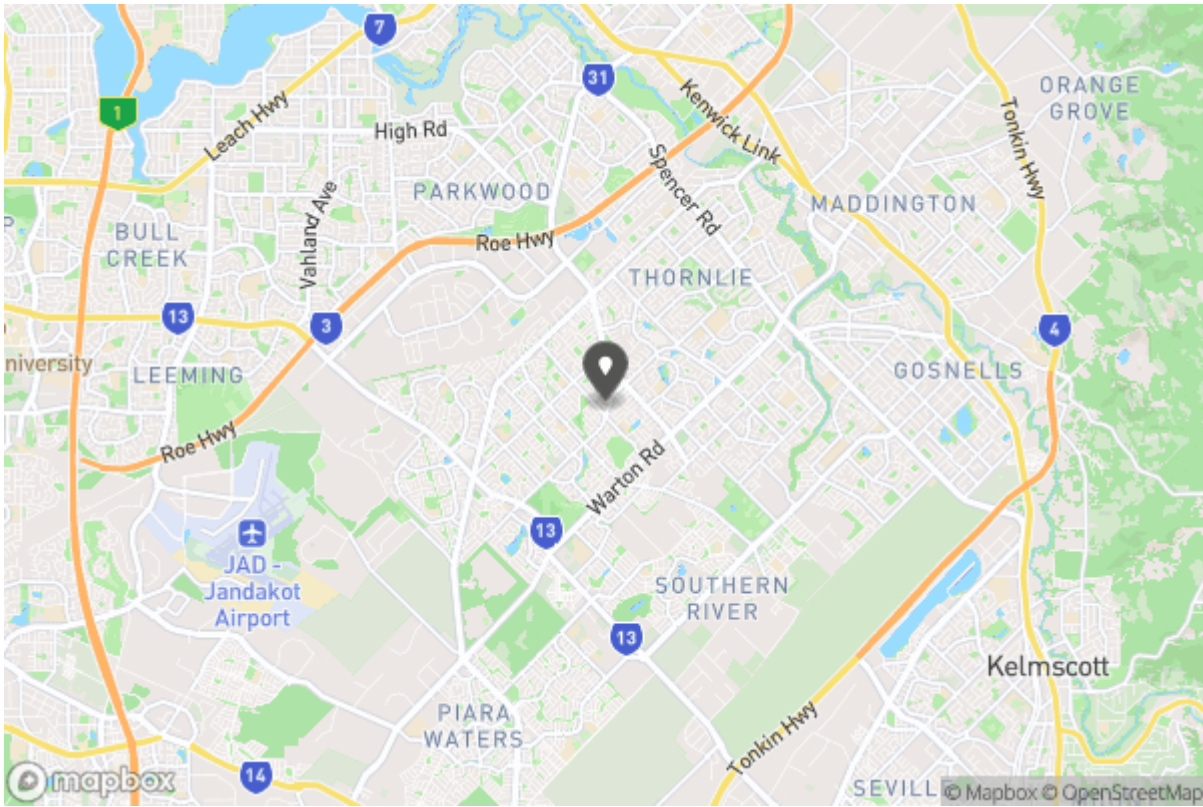 7
31
1
Leach Hwy
High Rd
Kenwick Link
ORANGE
GROVE
Tonkin Hwy
Vahland Ave
PARKWOOD
Spencer Rd
MADDINGTON
BULL
CREEK
Roe Hwy
THORNLIE
13
3
4
niversity
LEEMING
GOSNELLS
Roe Hwy
Warton Rd
13
JAD -
Jandakot
Airport
SOUTHERN
RIVER
13
Kelmscott
PIARA
WATERS
Tonkin Hwy
14
SEVILL
mapbox
© Mapbox © OpenStreetMap